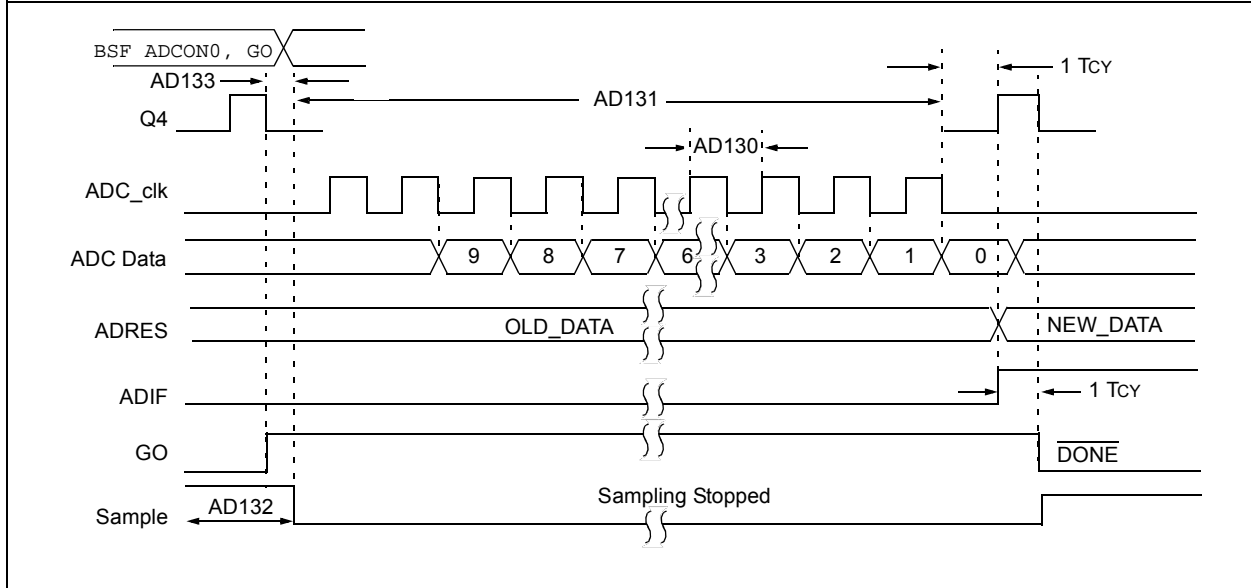 BSF ADCON0, GO
1 TCY
AD133
AD131
Q4
AD130
ADC_clk
ADC Data
9 8 7 6 3 2 1 0
OLD_DATA
NEW_DATA
ADRES
ADIF
1 TCY
GO
DONE
Sampling Stopped
AD132
Sample